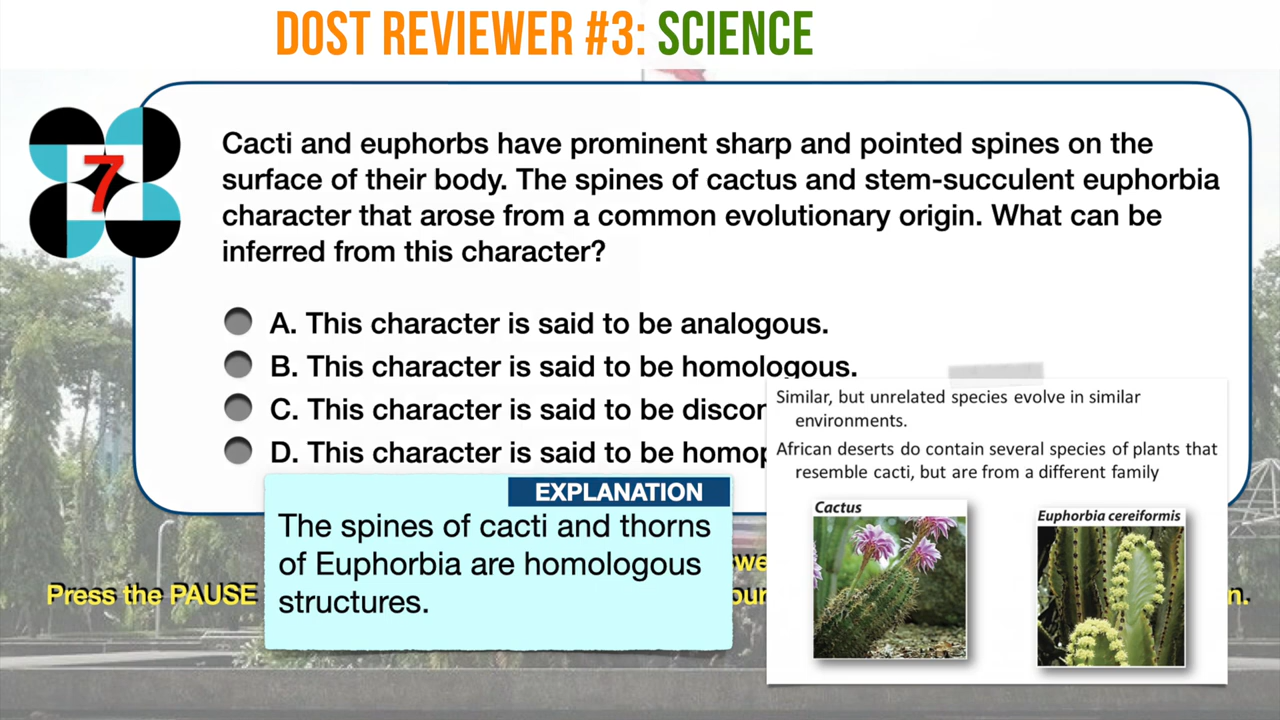 DOST REVIEWER #3: SCIENCE
7
Cacti and euphorbs have prominent sharp and pointed spines on the
surface of their body. The spines of cactus and stem-succulent euphorbia
character that arose from a common evolutionary origin. What can be
inferred from this character?
A. This character is said to be analogous.
B. This character is said to be homologous.
C. This character is said to be
D. This character is said to be
Similar, but unrelated species evolve in similar
environments.
African deserts do contain several species of plants that
resemble cacti, but are from a different family
Cactus
Euphorbia cereiformis
EXPLANATION
The spines of cacti and thorns
of Euphorbia are homologous
structures.
Press the PAUSE